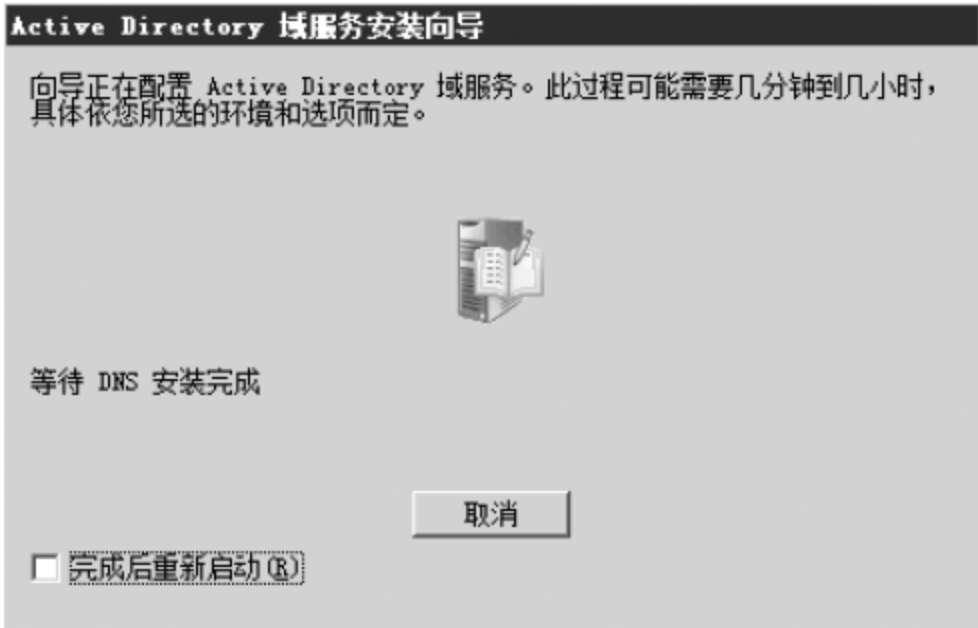 Active Directory 域服务安装向导
向导正在配置 Active Directory 域服务。此过程可能需要几分钟到几小时，
具体依您所选的环境和选项而定。
等待 DNS 安装完成
取消
完成后重新启动(R)